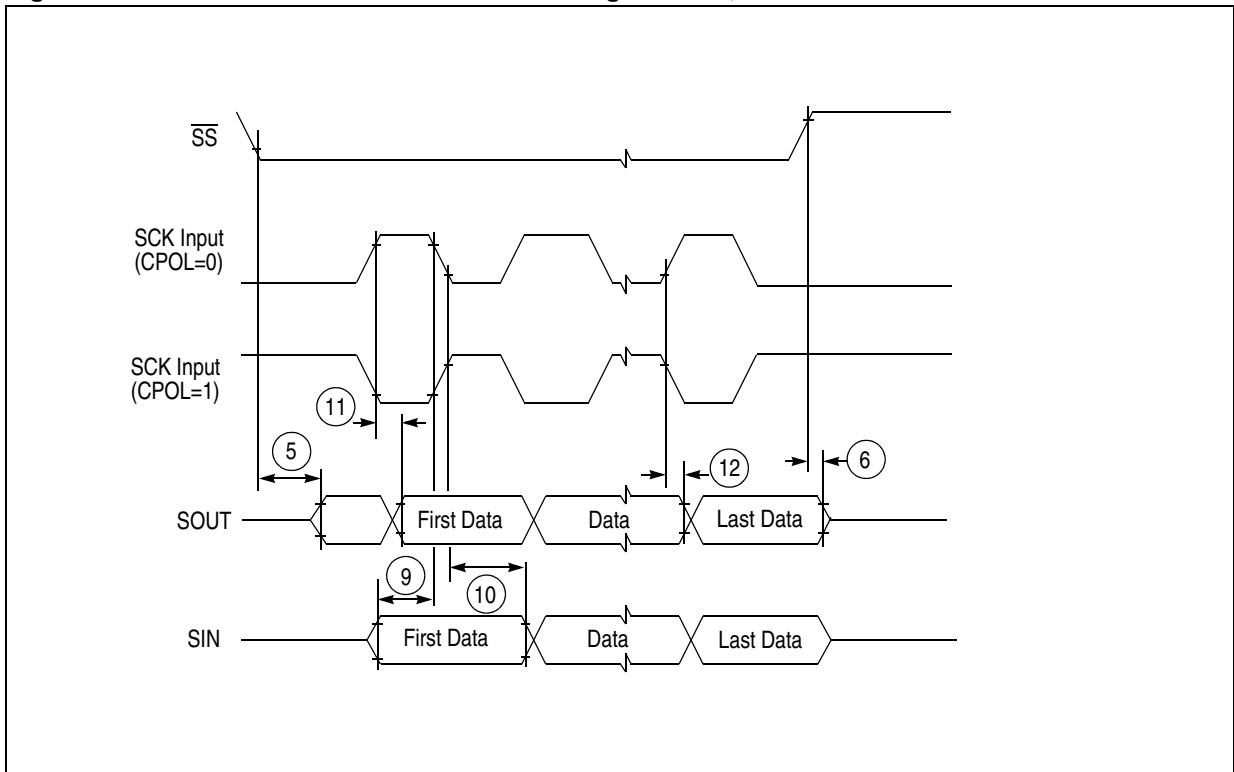 SS
SCK Input
(CPOL=0)
SCK Input
(CPOL=1)
11
5
12
6
SOUT
First Data
Data
Last Data
9
10
SIN
First Data
Data
Last Data